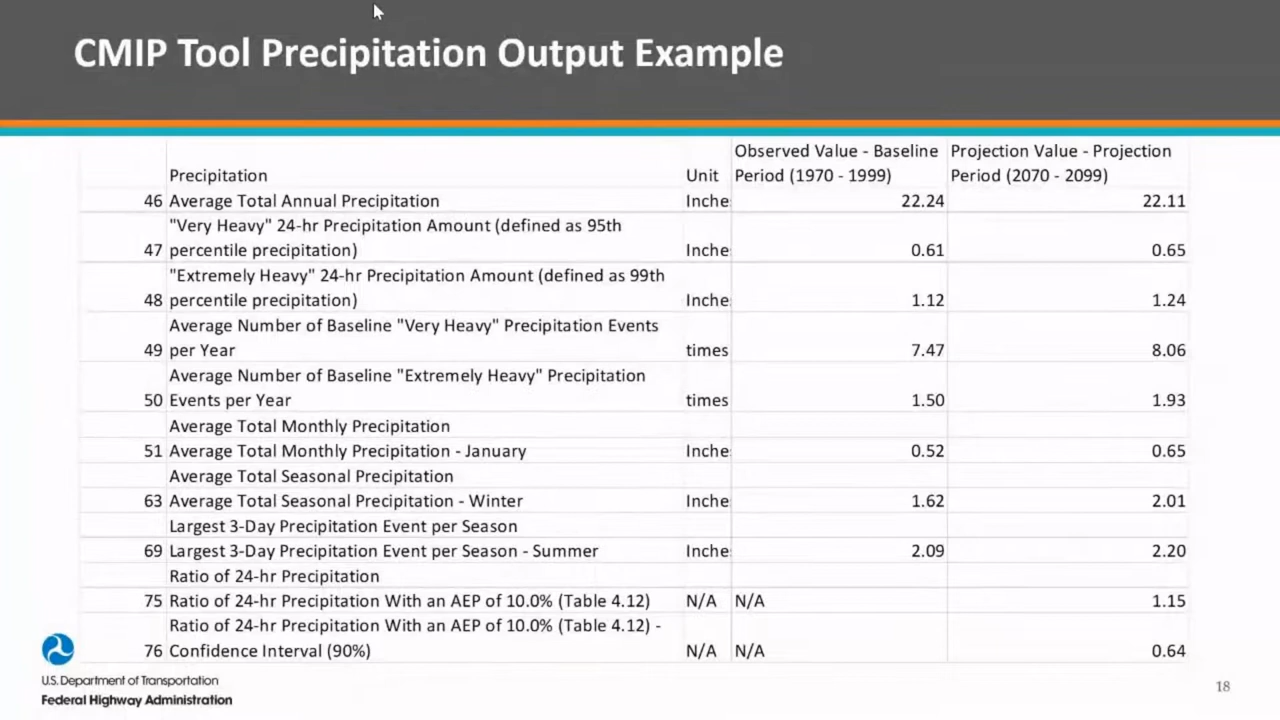 CMIP Tool Precipitation Output Example
Observed Value - Baseline Projection Value - Projection
Precipitation Unit Period (1970 - 1999) Period (2070 - 2099)
46 Average Total Annual Precipitation Inche 22.24 22.11
"Very Heavy" 24-hr Precipitation Amount (defined as 95th
47 percentile precipitation) Inche 0.61 0.65
"Extremely Heavy" 24-hr Precipitation Amount (defined as 99th
48 percentile precipitation) Inche 1.12 1.24
Average Number of Baseline "Very Heavy" Precipitation Events
49 per Year times 7.47 8.06
Average Number of Baseline "Extremely Heavy" Precipitation
50 Events per Year times 1.50 1.93
Average Total Monthly Precipitation
51 Average Total Monthly Precipitation - January Inche 0.52 0.65
Average Total Seasonal Precipitation
63 Average Total Seasonal Precipitation - Winter Inche 1.62 2.01
Largest 3-Day Precipitation Event per Season
69 Largest 3-Day Precipitation Event per Season - Summer Inche 2.09 2.20
Ratio of 24-hr Precipitation
75 Ratio of 24-hr Precipitation With an AEP of 10.0% (Table 4.12) N/A N/A 1.15
Ratio of 24-hr Precipitation With an AEP of 10.0% (Table 4.12) -
76 Confidence Interval (90%) N/A N/A 0.64
U.S. Department of Transportation
Federal Highway Administration
18